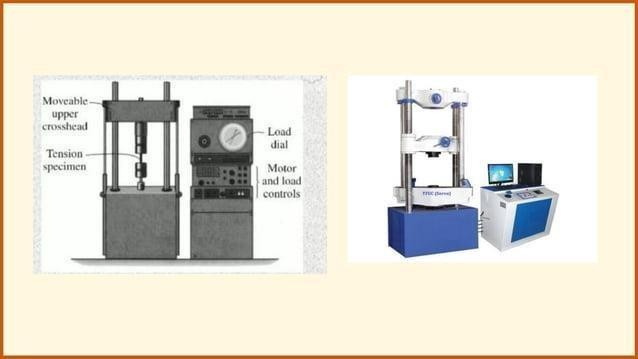 Moveable
upper
crosshead
Tension
specimen
Load
dial
Motor
and load
controls